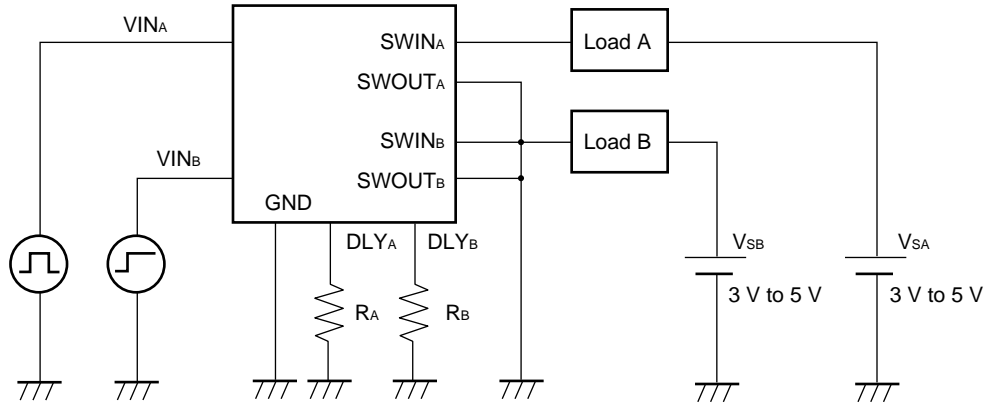 VINA
SWINA
Load A
SWOUTA
SWINB
Load B
VINB
SWOUTB
GND
DLYA
DLYB
VSB
VSA
RA
RB
3 V to 5 V
3 V to 5 V